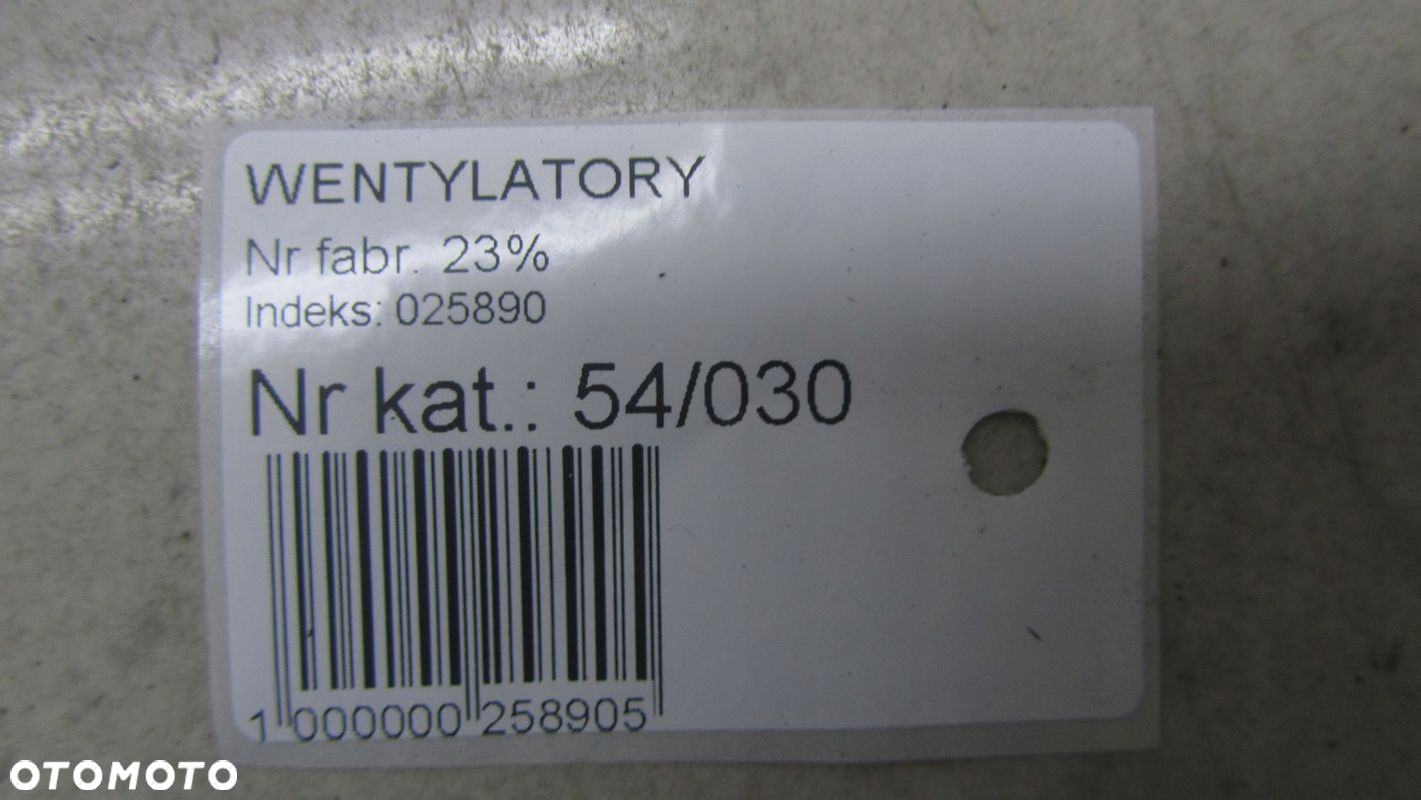 WENTYLATORY
Nr fabr. 23%
Indeks: 025890
Nr kat.: 54/030
1 000000 258905
OTOMOTO